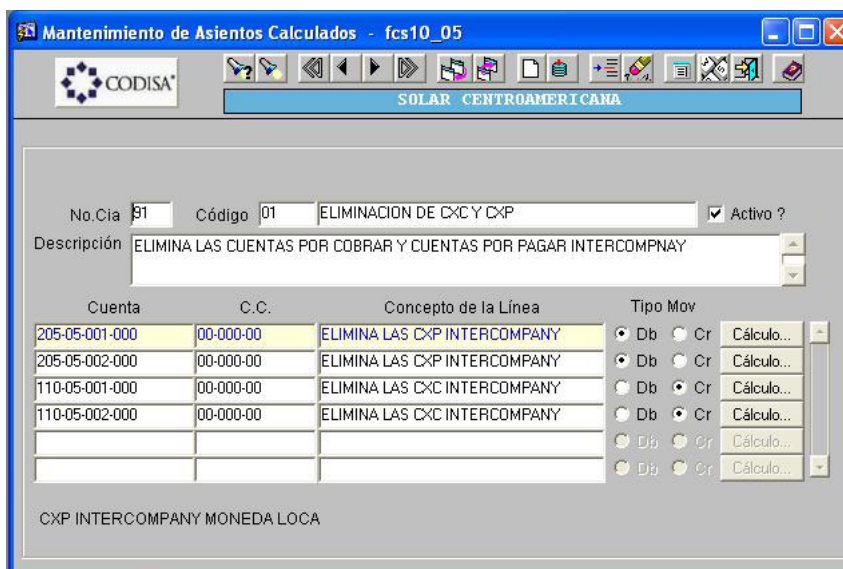 Mantenimiento de Asientos Calculados - fcs10_05
CODISA
SOLAR CENTROAMERICANA
No.Cia 91 Código 01 ELIMINACION DE CXC Y CXP Activo ?
Descripción ELIMINA LAS CUENTAS POR COBRAR Y CUENTAS POR PAGAR INTERCOMPNAY
Cuenta C.C. Concepto de la Línea Tipo Mov
205-05-001-000 00-000-00 ELIMINA LAS CXP INTERCOMPANY Db Cr Cálculo...
205-05-002-000 00-000-00 ELIMINA LAS CXP INTERCOMPANY Db Cr Cálculo...
110-05-001-000 00-000-00 ELIMINA LAS CXC INTERCOMPANY Db Cr Cálculo...
110-05-002-000 00-000-00 ELIMINA LAS CXC INTERCOMPANY Db Cr Cálculo...
Db Cr Cálculo...
Db Cr Cálculo...
CXP INTERCOMPANY MONEDA LOCA